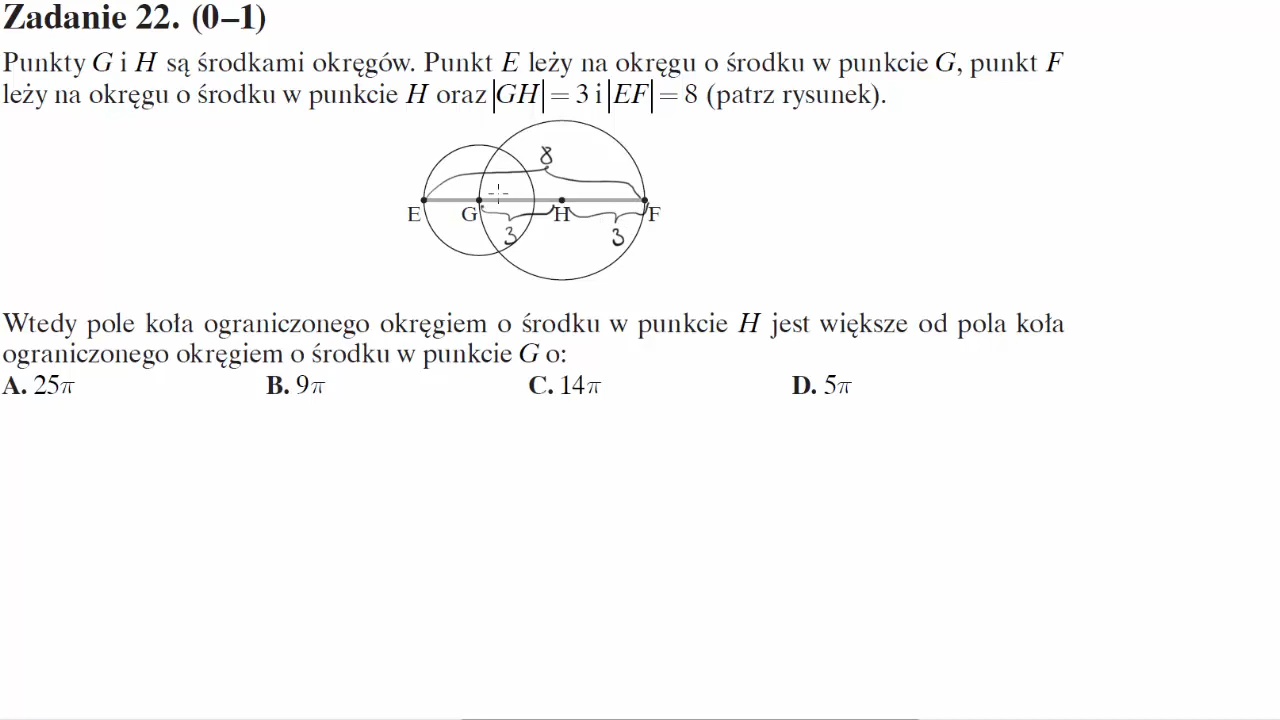 Zadanie 22. (0–1)
Punkty G i H są środkami okręgów. Punkt E leży na okręgu o środku w punkcie G, punkt F
leży na okręgu o środku w punkcie H oraz |GH| = 3 i |EF| = 8 (patrz rysunek).
8
E G H F
3 3
Wtedy pole koła ograniczonego okręgiem o środku w punkcie H jest większe od pola koła
ograniczonego okręgiem o środku w punkcie G o:
A. 25π B. 9π C. 14π D. 5π